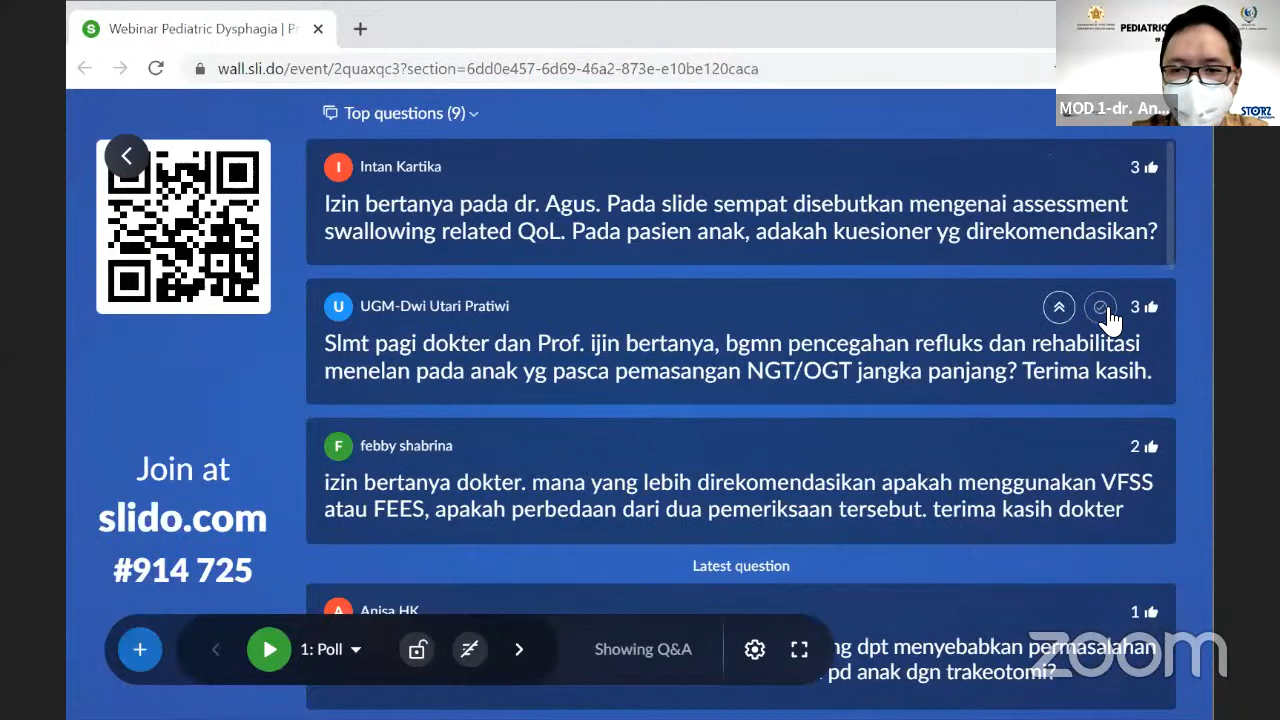 Webinar Pediatric Dysphagia | Pr
wall.sli.do/event/2quaxqc3?section=6dd0e457-6d69-46a2-873e-e10be120caca
PEDIATRIC
MOD 1-dr. An...
STORZ
Top questions (9)
Intan Kartika
3
Izin bertanya pada dr. Agus. Pada slide sempat disebutkan mengenai assessment
swallowing related QoL. Pada pasien anak, adakah kuesioner yg direkomendasikan?
U UGM-Dwi Utari Pratiwi
3
Slmt pagi dokter dan Prof. ijin bertanya, bgmn pencegahan refluks dan rehabilitasi
menelan pada anak yg pasca pemasangan NGT/OGT jangka panjang? Terima kasih.
F febby shabrina
2
izin bertanya dokter. mana yang lebih direkomendasikan apakah menggunakan VFSS
atau FEES, apakah perbedaan dari dua pemeriksaan tersebut. terima kasih dokter
Latest question
A Anisa HK
1
ng dpt menyebabkan permasalahan
pd anak dgn trakeotomi?
Join at
slido.com
#914 725
1: Poll
Showing Q&A
zoom